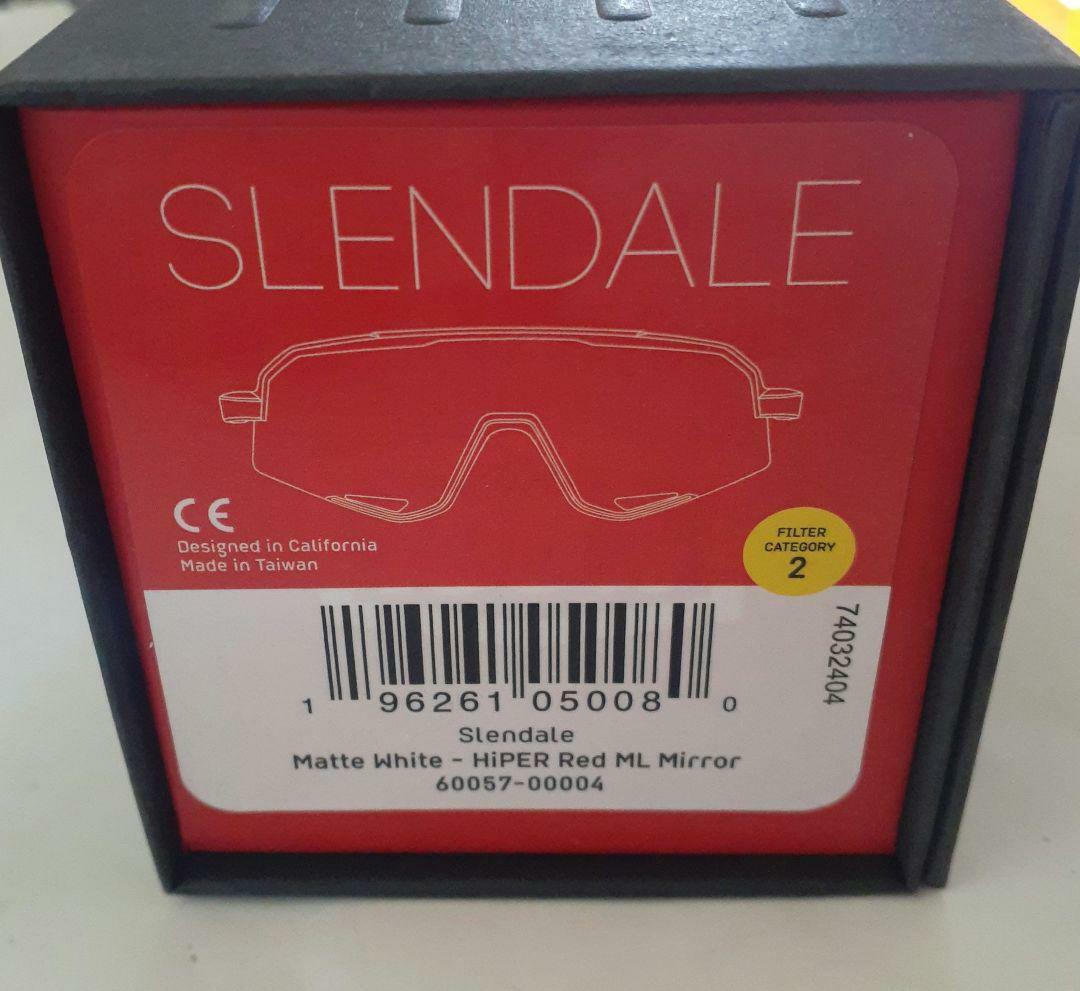 SLENDALE
CE
Designed in California
Made in Taiwan
FILTER
CATEGORY
2
74032404
1 96261 05008 0
Slendale
Matte White - HiPER Red ML Mirror
60057-00004